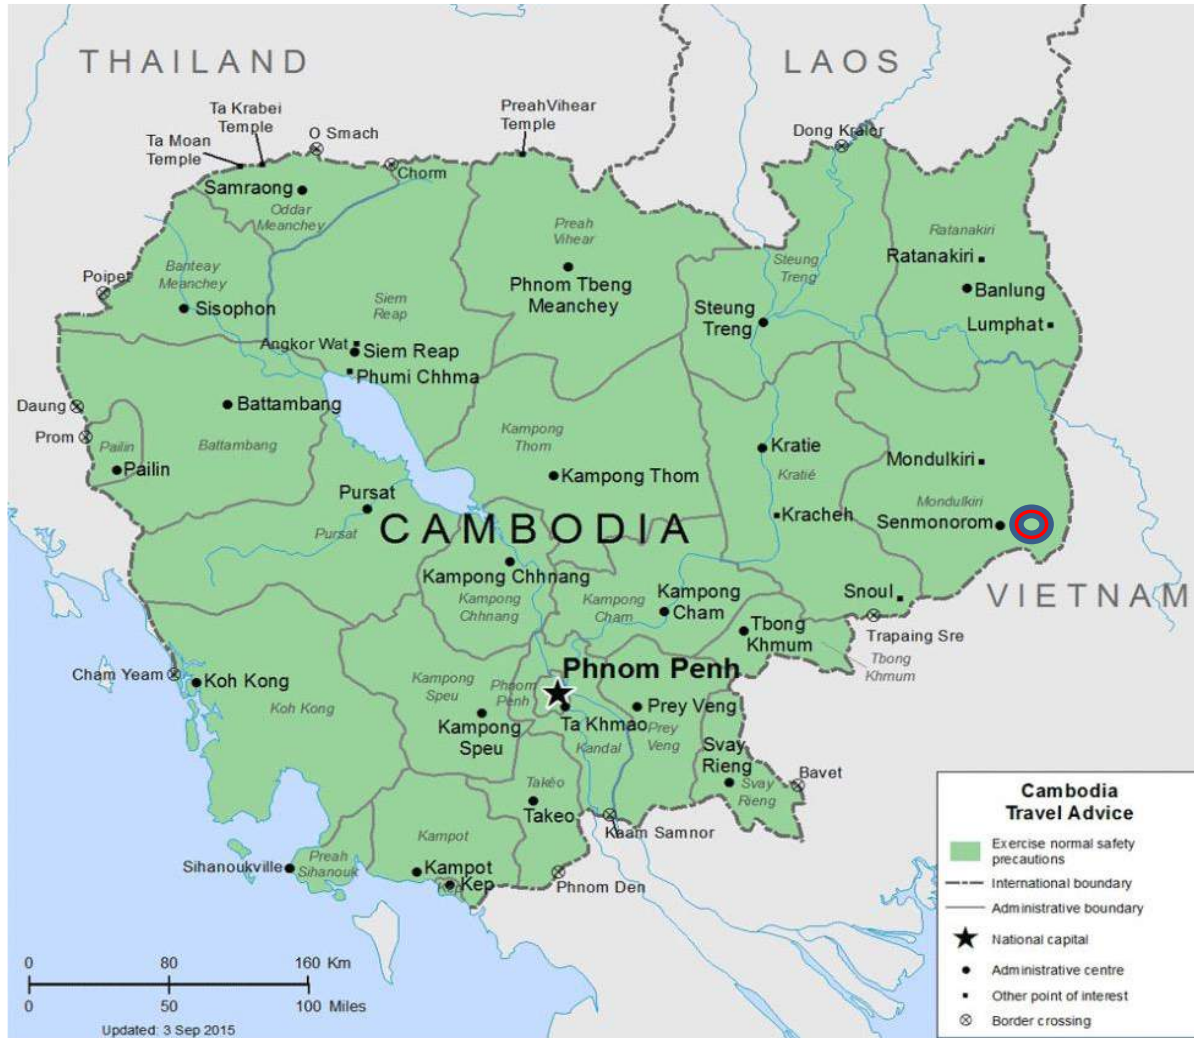 THAILAND
LAOS
Ta Krabei
Temple
Ta Moan
Temple
O Smach
PreahVihear
Temple
Dong Kralor
Chorm
Samraong
Oddar
Meanchey
Preah
Vihear
Ratanakiri
Ratanakiri
Banteay
Meanchey
Poipet
Siem
Reap
Phnom Tbeng
Meanchey
Steung
Treng
Banlung
Sisophon
Steung
Treng
Lumphat
Angkor Wat
Siem Reap
Phumi Chhma
Daung
Battambang
Prom
Pailin
Battambang
Kampong
Thom
Kratie
Mondulkiri
Pailin
Kampong Thom
Kratié
Pursat
Mondulkiri
Kracheh
Senmonorom
CAMBODIA
Pursat
Kampong Chhnang
Kampong
Chhnang
Kampong
Cham
Kampong
Cham
Snoul
VIETNAM
Tbong
Khmum
Trapaing Sre
Tbong
Khmum
Cham Yeam
Koh Kong
Koh Kong
Kampong
Speu
Phnom
Penh
Phnom Penh
Kampong
Speu
Ta Khmao
Kandal
Prey Veng
Prey
Veng
Svay
Rieng
Svay
Rieng
Bavet
Takéo
Takeo
Kaam Samnor
Kampot
Sihanoukville
Preah
Sihanouk
Kampot
Kep
Kep
Phnom Den
Cambodia
Travel Advice
Exercise normal safety
precautions
International boundary
Administrative boundary
National capital
Administrative centre
Other point of interest
Border crossing
0 80 160 Km
0 50 100 Miles
Updated: 3 Sep 2015